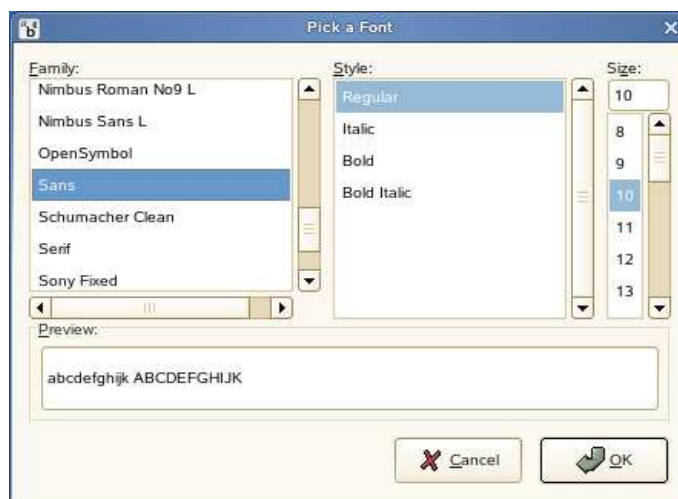 Pick a Font
Family:
Nimbus Roman No9 L
Nimbus Sans L
OpenSymbol
Sans
Schumacher Clean
Serif
Sony Fixed
Style:
Regular
Italic
Bold
Bold Italic
Size:
10
8
9
10
11
12
13
Preview:
abcdefghijk ABCDEFGHIJK
Cancel
OK